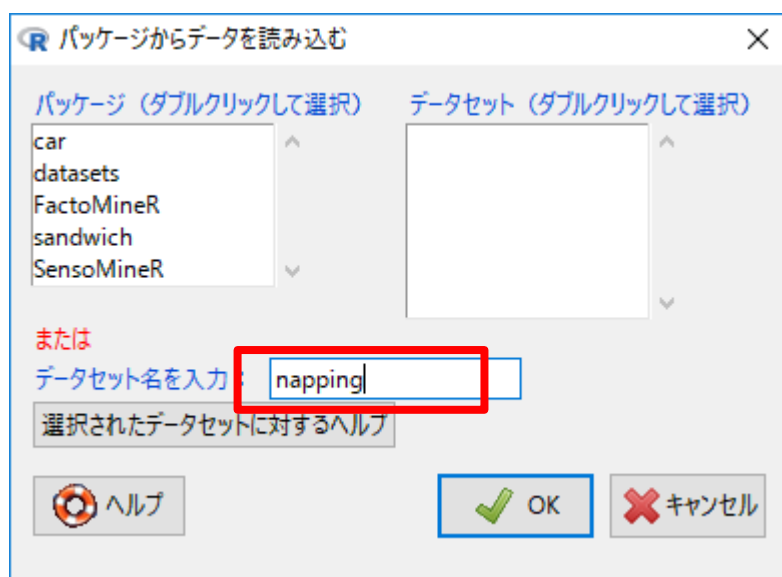 パッケージからデータを読み込む
パッケージ（ダブルクリックして選択） データセット（ダブルクリックして選択）
car
datasets
FactoMineR
sandwich
SensoMineR
または
データセット名を入力： napping
選択されたデータセットに対するヘルプ
ヘルプ OK キャンセル